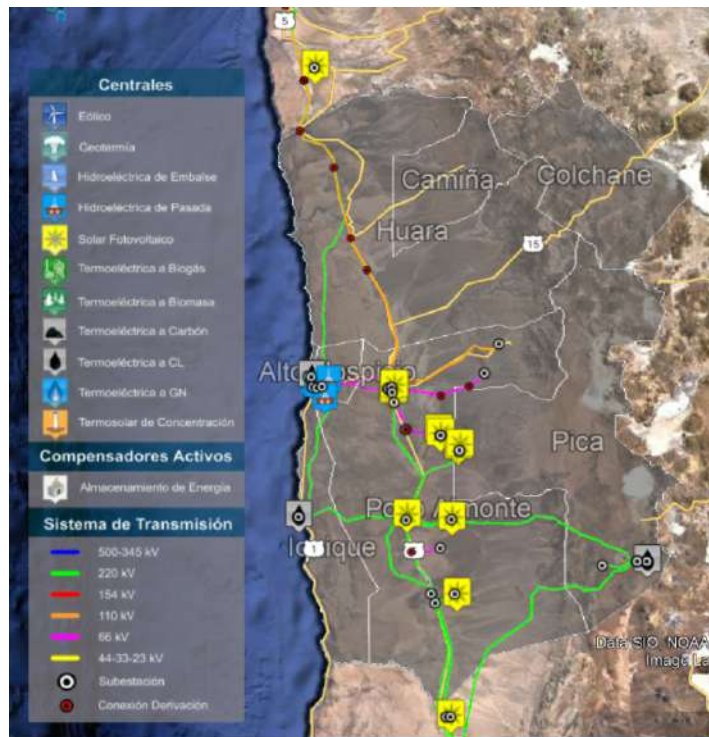 5
Centrales
Eólico
Geotermia
Hidroeléctrica de Embalse
Hidroeléctrica de Pasada
Solar Fotovoltaico
Termoeléctrica a Biogás
Termoeléctrica a Biomasa
Termoeléctrica a Carbón
Termoeléctrica a CL
Termoeléctrica a GN
Termosolar de Concentración
Compensadores Activos
Almacenamiento de Energía
Sistema de Transmisión
500-345 kV
220 kV
154 kV
110 kV
66 kV
44-33-23 kV
Subestación
Conexión Derivación
Camiña
Colchane
Huara
15
Alto Hospicio
Pica
Pozo Almonte
Iquique
1
Data SIO, NOAA
Image La